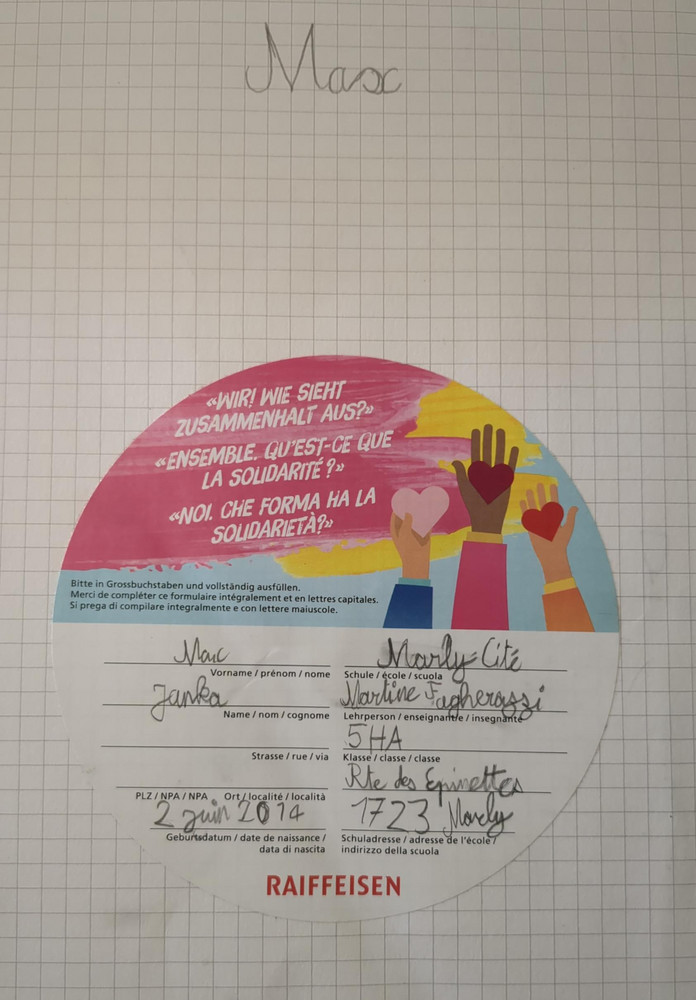 Max
«WIR! WIE SIEHT
ZUSAMMENHALT AUS?»
«ENSEMBLE. QU'EST-CE QUE
LA SOLIDARITÉ ?»
«NOI. CHE FORMA HA LA
SOLIDARIETÀ?»
Bitte in Grossbuchstaben und vollständig ausfüllen.
Merci de compléter ce formulaire intégralement et en lettres capitales.
Si prega di compilare integralmente e con lettere maiuscole.
Marc
Vorname / prénom / nome
Janka
Name / nom / cognome
Strasse / rue / via
PLZ / NPA / NPA Ort / localité / località
2 juin 2014
Geburtsdatum / date de naissance /
data di nascita
Marly-Cité
Schule / école / scuola
Martine Fagherazzi
Lehrperson / enseignant/e / insegnante
5HA
Klasse / classe / classe
Rte des Epinettes
1723 Marly
Schuladresse / adresse de l'école /
indirizzo della scuola
RAIFFEISEN